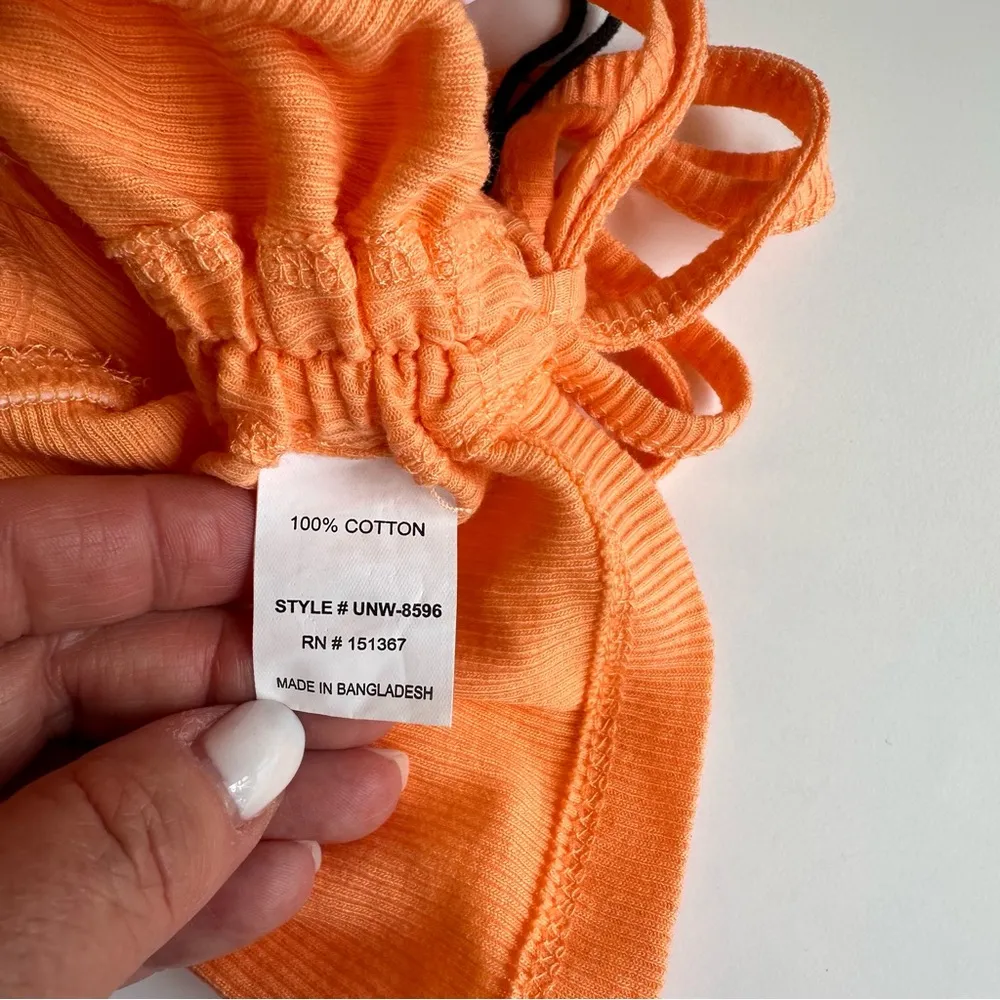 100% COTTON
STYLE # UNW-8596
RN # 151367
MADE IN BANGLADESH